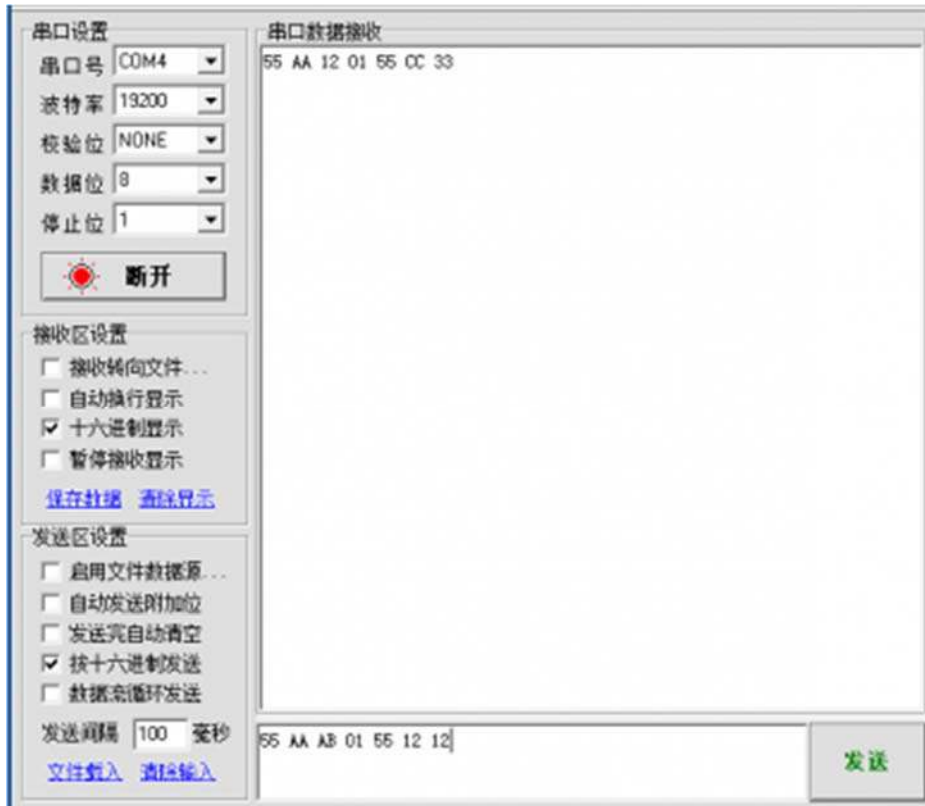 串口设置
串口号 COM4
波特率 19200
校验位 NONE
数据位 8
停止位 1
断开
接收区设置
接收转向文件...
自动换行显示
十六进制显示
暂停接收显示
保存数据 清除显示
发送区设置
启用文件数据源...
自动发送附加位
发送完自动清空
按十六进制发送
数据流循环发送
发送间隔 100 毫秒
文件载入 清除输入
串口数据接收
55 AA 12 01 55 CC 33
55 AA AB 01 55 12 12
发送